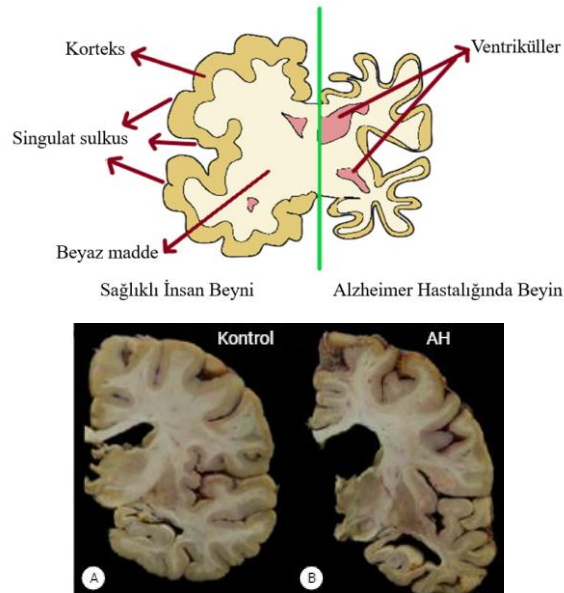 Korteks
Ventriküller
Singulat sulkus
Beyaz madde
Sağlıklı İnsan Beyni
Alzheimer Hastalığında Beyin
Kontrol
AH
A
B